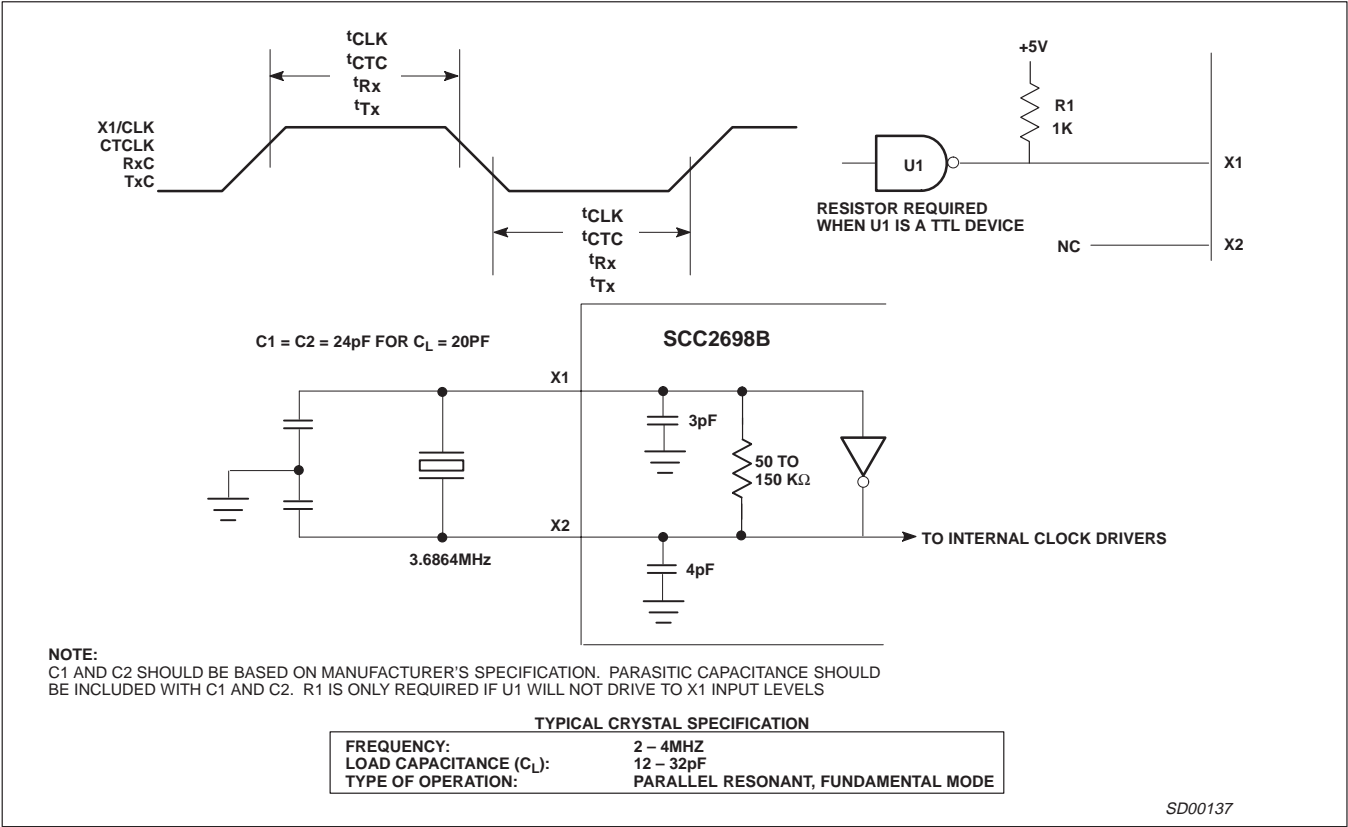 tCLK
tCTC
tRx
tTx
X1/CLK
CTCLK
RxC
TxC
tCLK
tCTC
tRx
tTx
+5V
R1
1K
U1
X1
RESISTOR REQUIRED
WHEN U1 IS A TTL DEVICE
NC
X2
C1 = C2 = 24pF FOR CL = 20PF
SCC2698B
X1
3pF
50 TO
150 KΩ
X2
TO INTERNAL CLOCK DRIVERS
3.6864MHz
4pF
NOTE:
C1 AND C2 SHOULD BE BASED ON MANUFACTURER'S SPECIFICATION. PARASITIC CAPACITANCE SHOULD
BE INCLUDED WITH C1 AND C2. R1 IS ONLY REQUIRED IF U1 WILL NOT DRIVE TO X1 INPUT LEVELS
TYPICAL CRYSTAL SPECIFICATION
FREQUENCY: 2 – 4MHZ
LOAD CAPACITANCE (CL): 12 – 32pF
TYPE OF OPERATION: PARALLEL RESONANT, FUNDAMENTAL MODE
SD00137